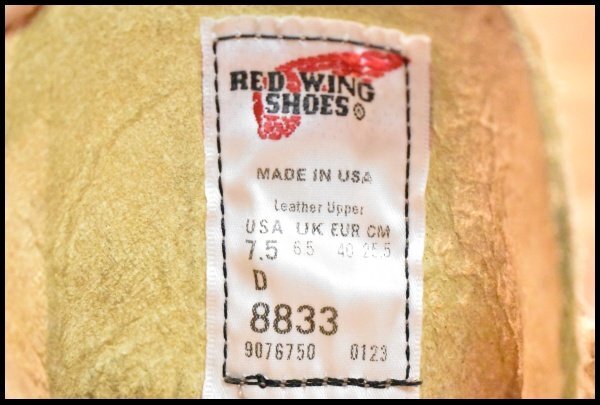 RED WING
SHOES®
MADE IN USA
Leather Upper
USA UK EUR CM
7.5 6.5 40 25.5
D
8833
9076750 0123